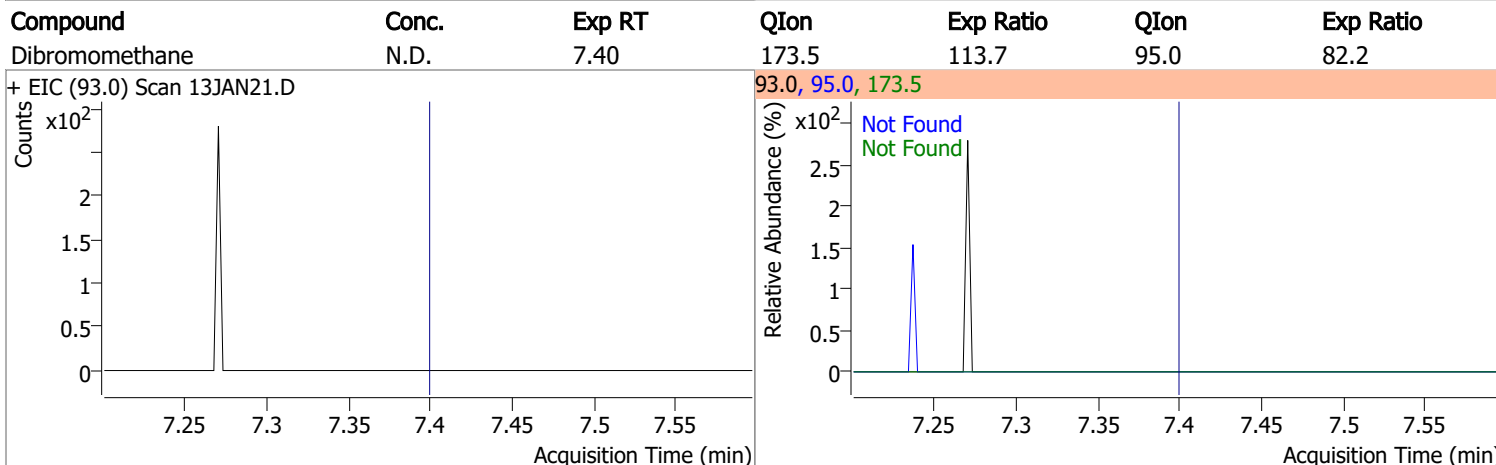 Compound Conc. Exp RT QIon Exp Ratio QIon Exp Ratio
Dibromomethane N.D. 7.40 173.5 113.7 95.0 82.2
+ EIC (93.0) Scan 13JAN21.D
Counts
x10²
2
1.5
1
0.5
0
7.25 7.3 7.35 7.4 7.45 7.5 7.55
Acquisition Time (min)
93.0, 95.0, 173.5
Relative Abundance (%)
x10²
Not Found
Not Found
2.5
2
1.5
1
0.5
0
7.25 7.3 7.35 7.4 7.45 7.5 7.55
Acquisition Time (min)